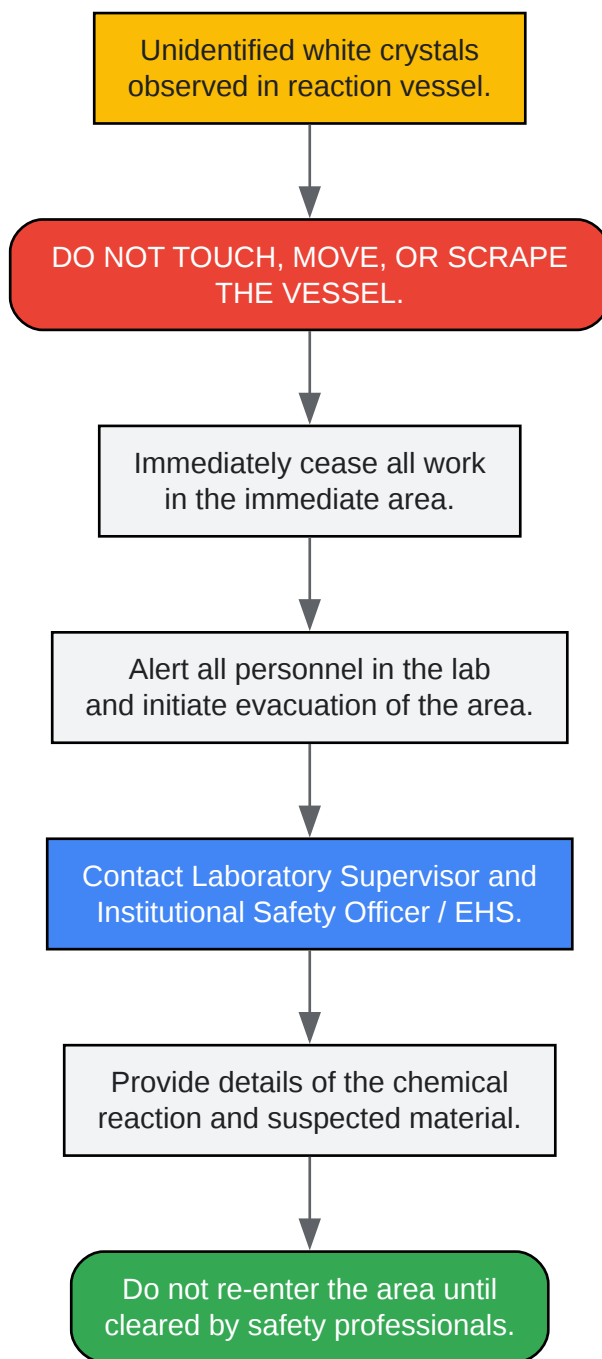 Unidentified white crystals
observed in reaction vessel.
DO NOT TOUCH, MOVE, OR SCRAPE
THE VESSEL.
Immediately cease all work
in the immediate area.
Alert all personnel in the lab
and initiate evacuation of the area.
Contact Laboratory Supervisor and
Institutional Safety Officer / EHS.
Provide details of the chemical
reaction and suspected material.
Do not re-enter the area until
cleared by safety professionals.